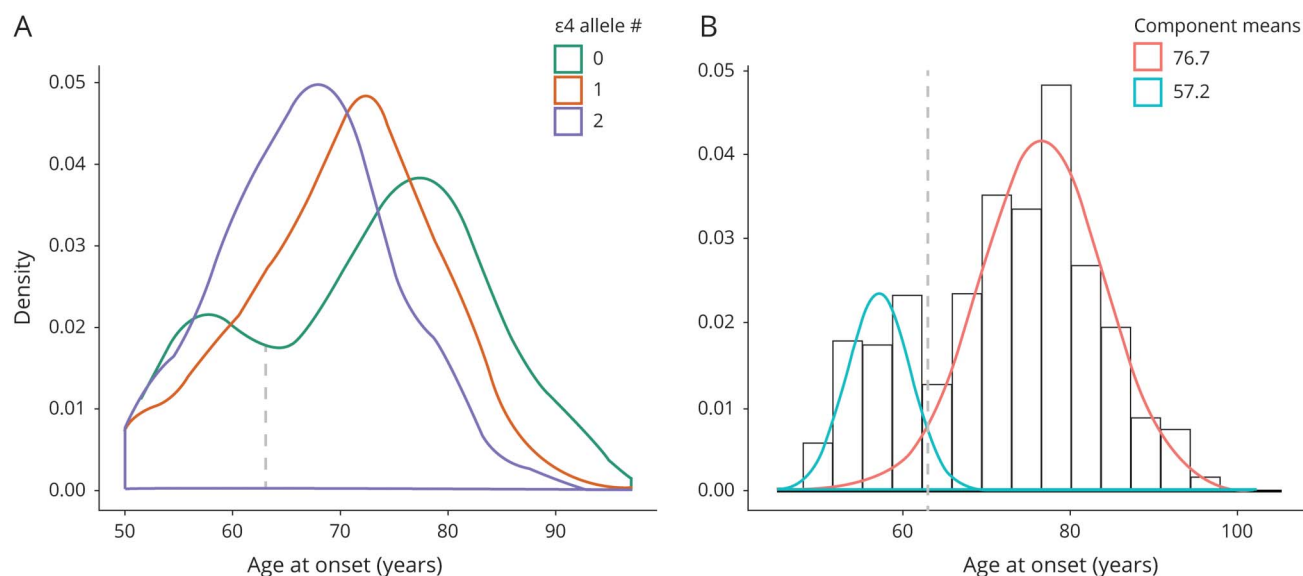 A
ε4 allele #
0
1
2
0.05
0.04
0.03
0.02
0.01
0.00
Density
50 60 70 80 90
Age at onset (years)
B
Component means
76.7
57.2
0.05
0.04
0.03
0.02
0.01
0.00
60 80 100
Age at onset (years)